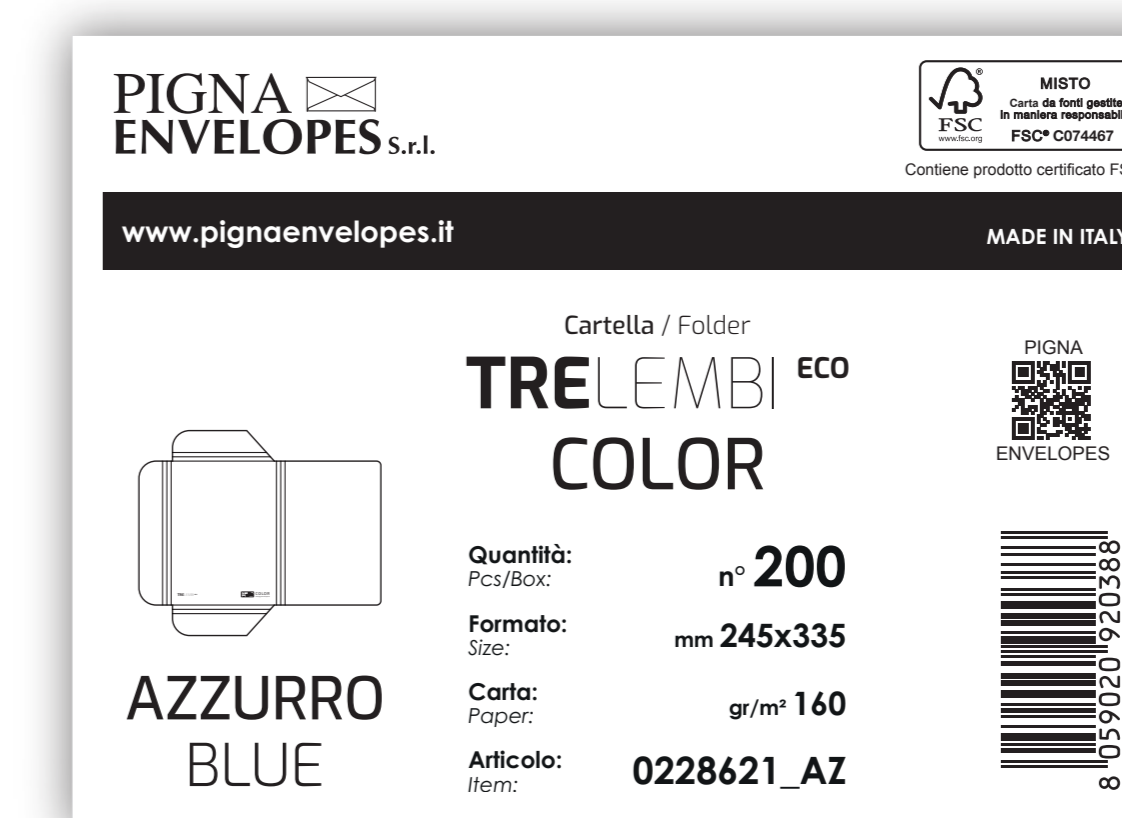 PIGNA
ENVELOPES S.r.l.
FSC
www.fsc.org
®
MISTO
Carta da fonti gestite
in maniera responsabil
FSC® C074467
Contiene prodotto certificato FS
www.pignaenvelopes.it
MADE IN ITALY
Cartella / Folder
TRELEMBI ECO
COLOR
PIGNA
ENVELOPES
AZZURRO
BLUE
Quantità:
Pcs/Box:
n° 200
Formato:
Size:
mm 245x335
Carta:
Paper:
gr/m² 160
Articolo:
Item:
0228621_AZ
8 059020 920388